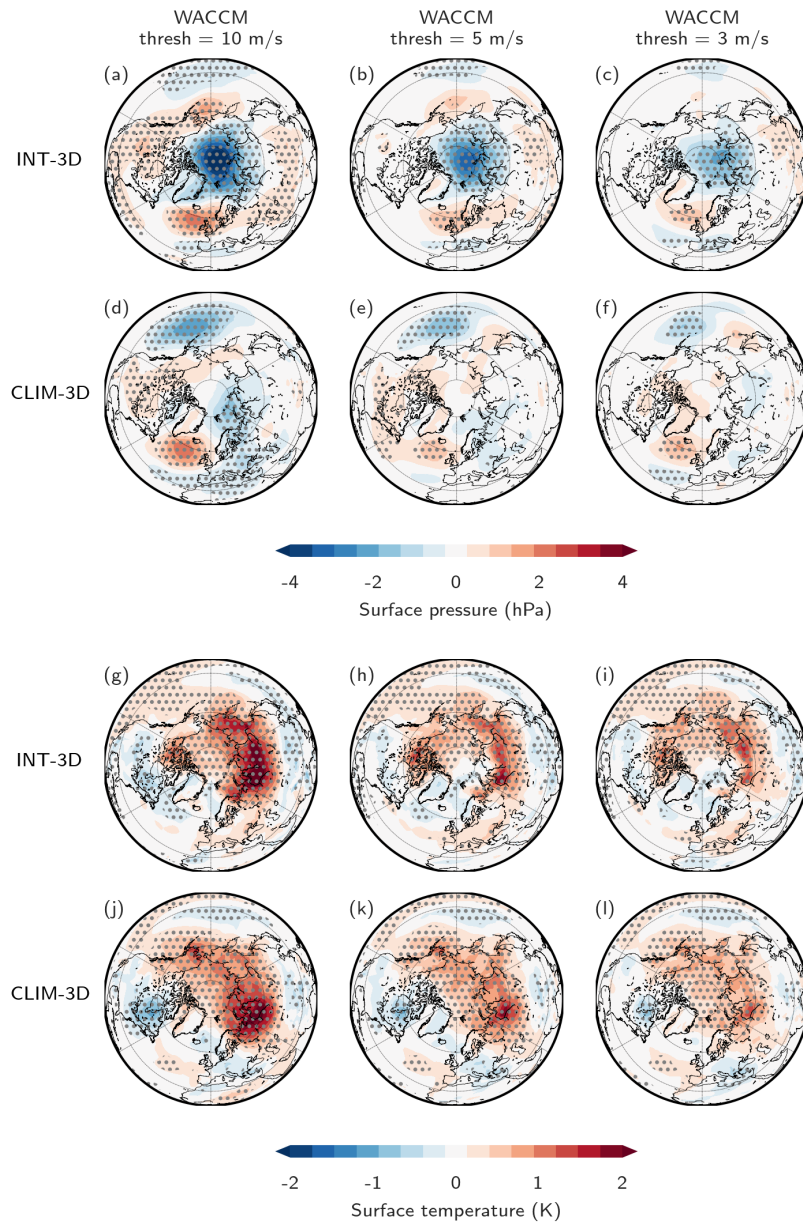 WACCM
thresh = 10 m/s
WACCM
thresh = 5 m/s
WACCM
thresh = 3 m/s
(a)
(b)
(c)
INT-3D
(d)
(e)
(f)
CLIM-3D
-4
-2
0
2
4
Surface pressure (hPa)
(g)
(h)
(i)
INT-3D
(j)
(k)
(l)
CLIM-3D
-2
-1
0
1
2
Surface temperature (K)